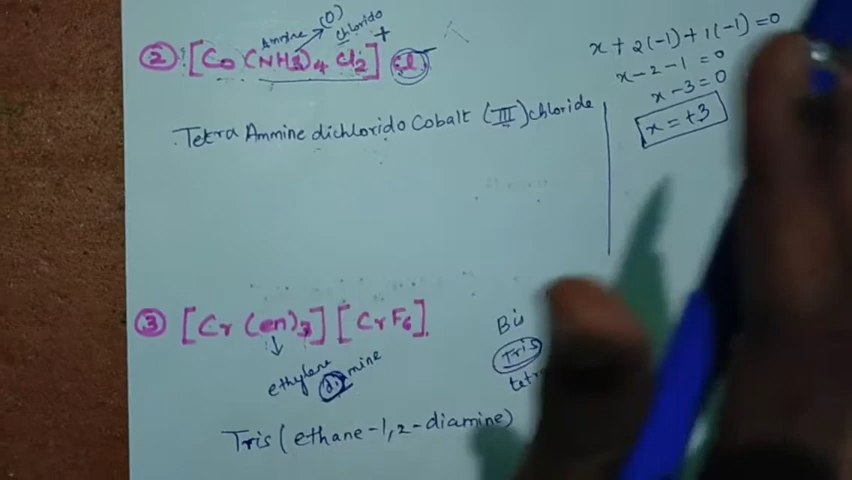 Ammine (0) chlorido
② [Co (NH3)4 Cl2]+ Cl-
x + 2(-1) + 1(-1) = 0
x - 2 - 1 = 0
x - 3 = 0
x = +3
Tetra Ammine dichlorido Cobalt (III) chloride
③ [Cr (en)3] [CrF6]
ethylene diamine
Bis
Tris
tetra
Tris (ethane-1,2-diamine)